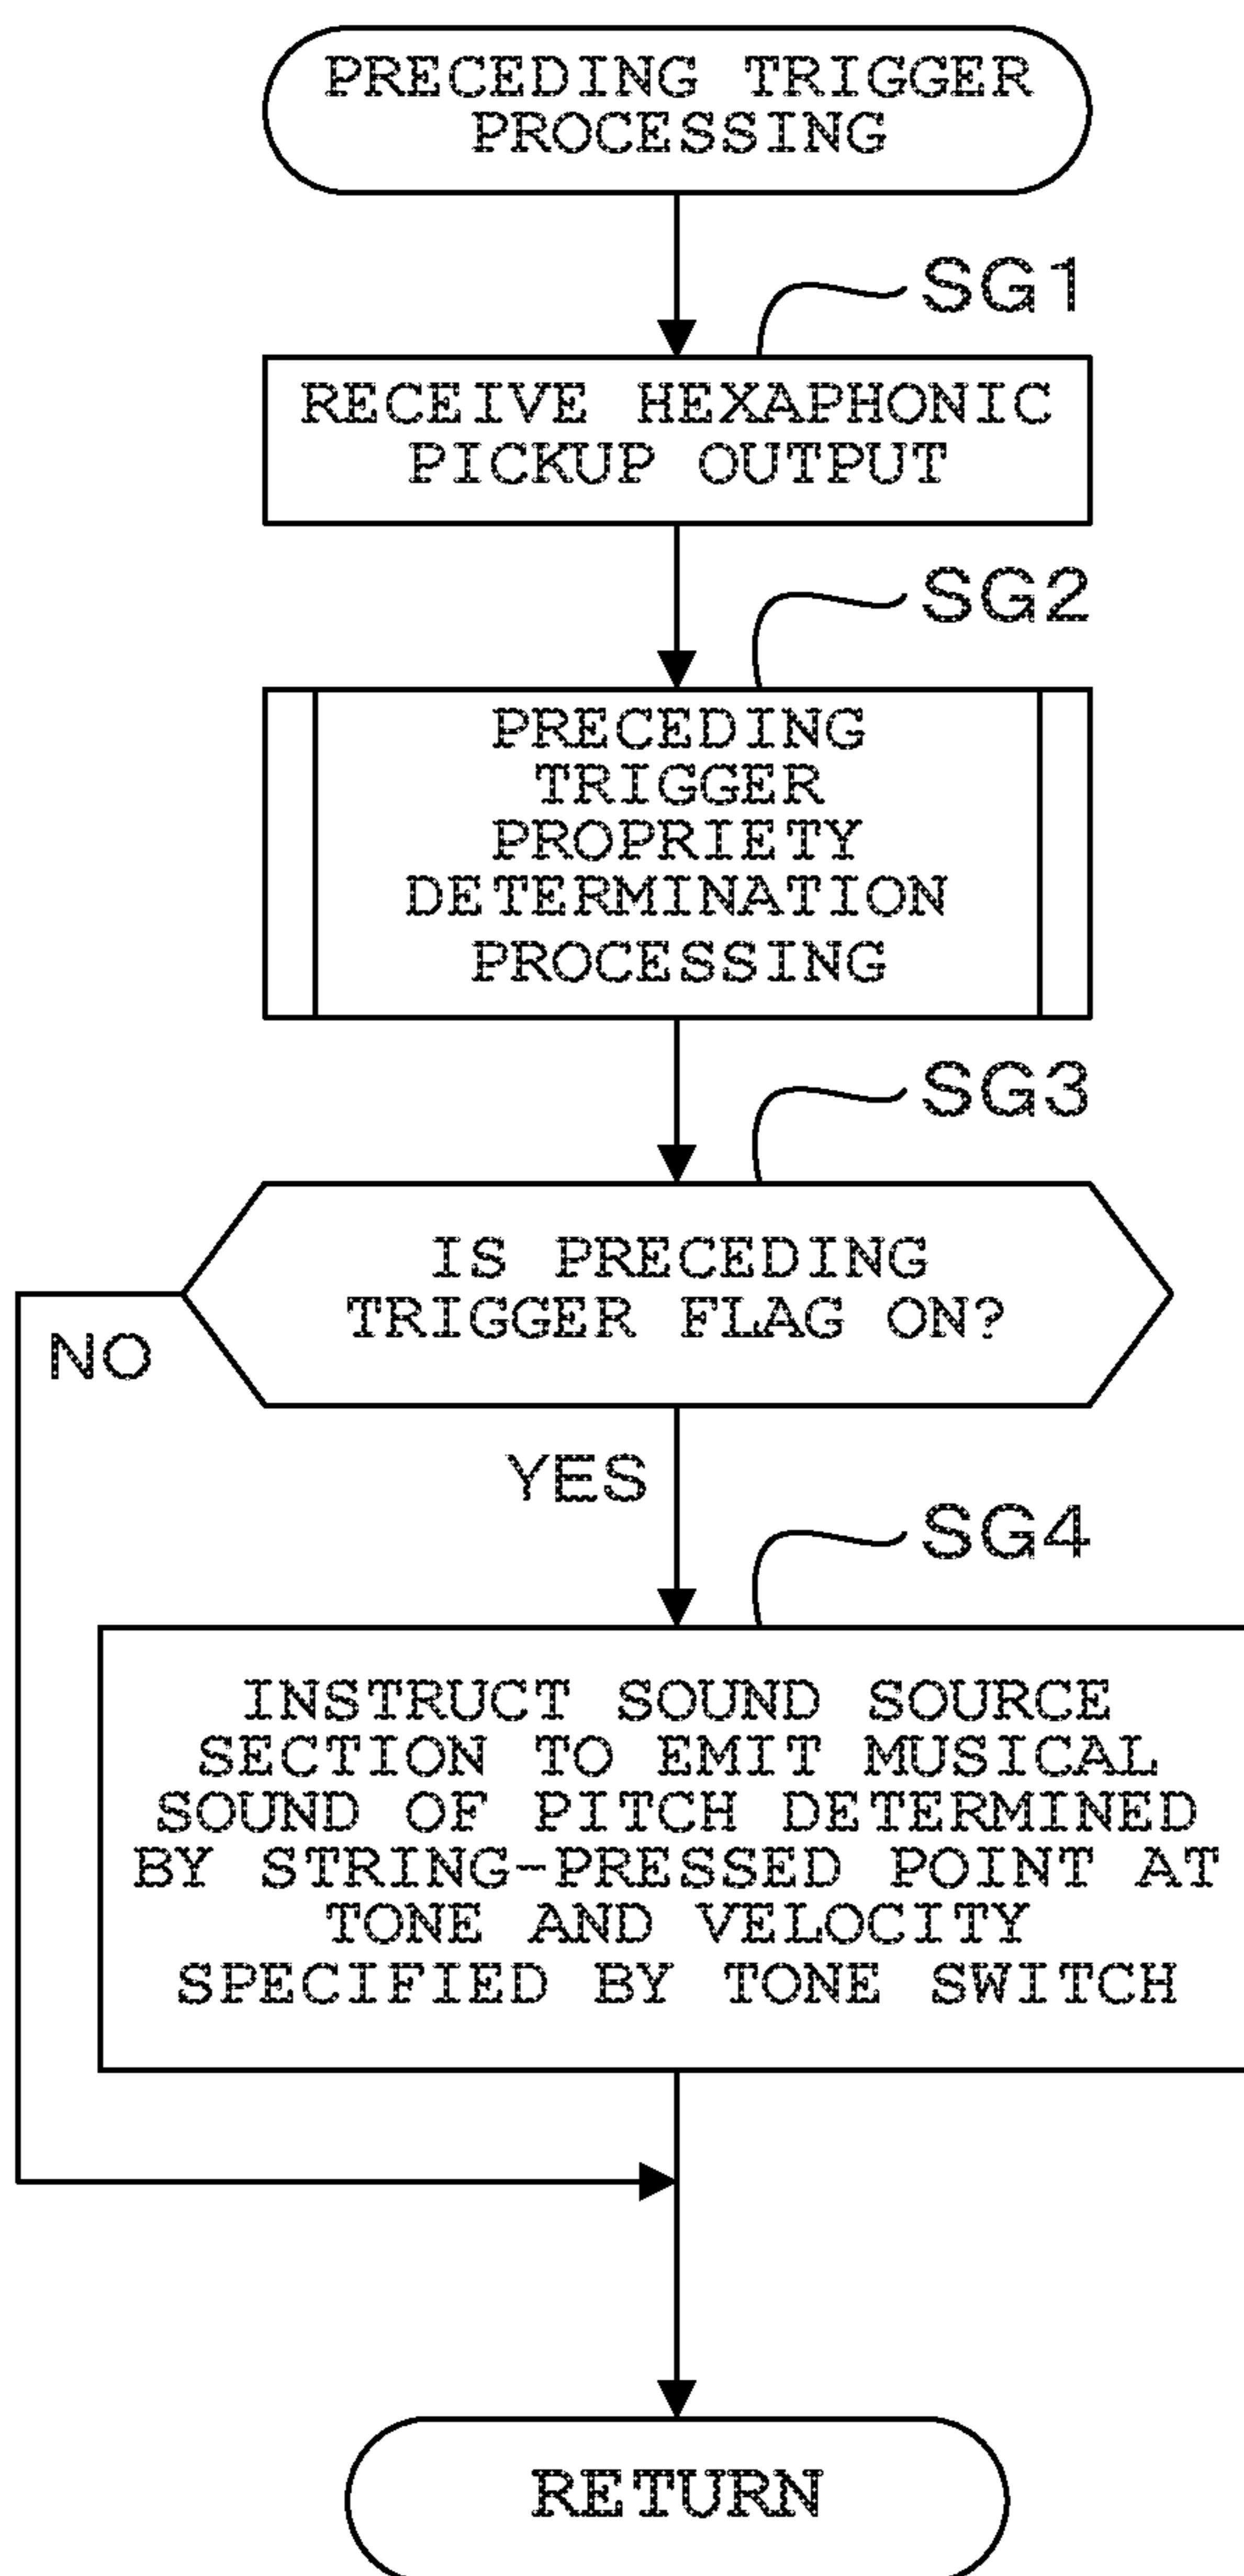 PRECEDING TRIGGER
PROCESSING
SG1
RECEIVE HEXAPHONIC
PICKUP OUTPUT
SG2
PRECEDING
TRIGGER
PROPRIETY
DETERMINATION
PROCESSING
SG3
IS PRECEDING
TRIGGER FLAG ON?
NO
YES
SG4
INSTRUCT SOUND SOURCE
SECTION TO EMIT MUSICAL
SOUND OF PITCH DETERMINED
BY STRING-PRESSED POINT AT
TONE AND VELOCITY
SPECIFIED BY TONE SWITCH
RETURN